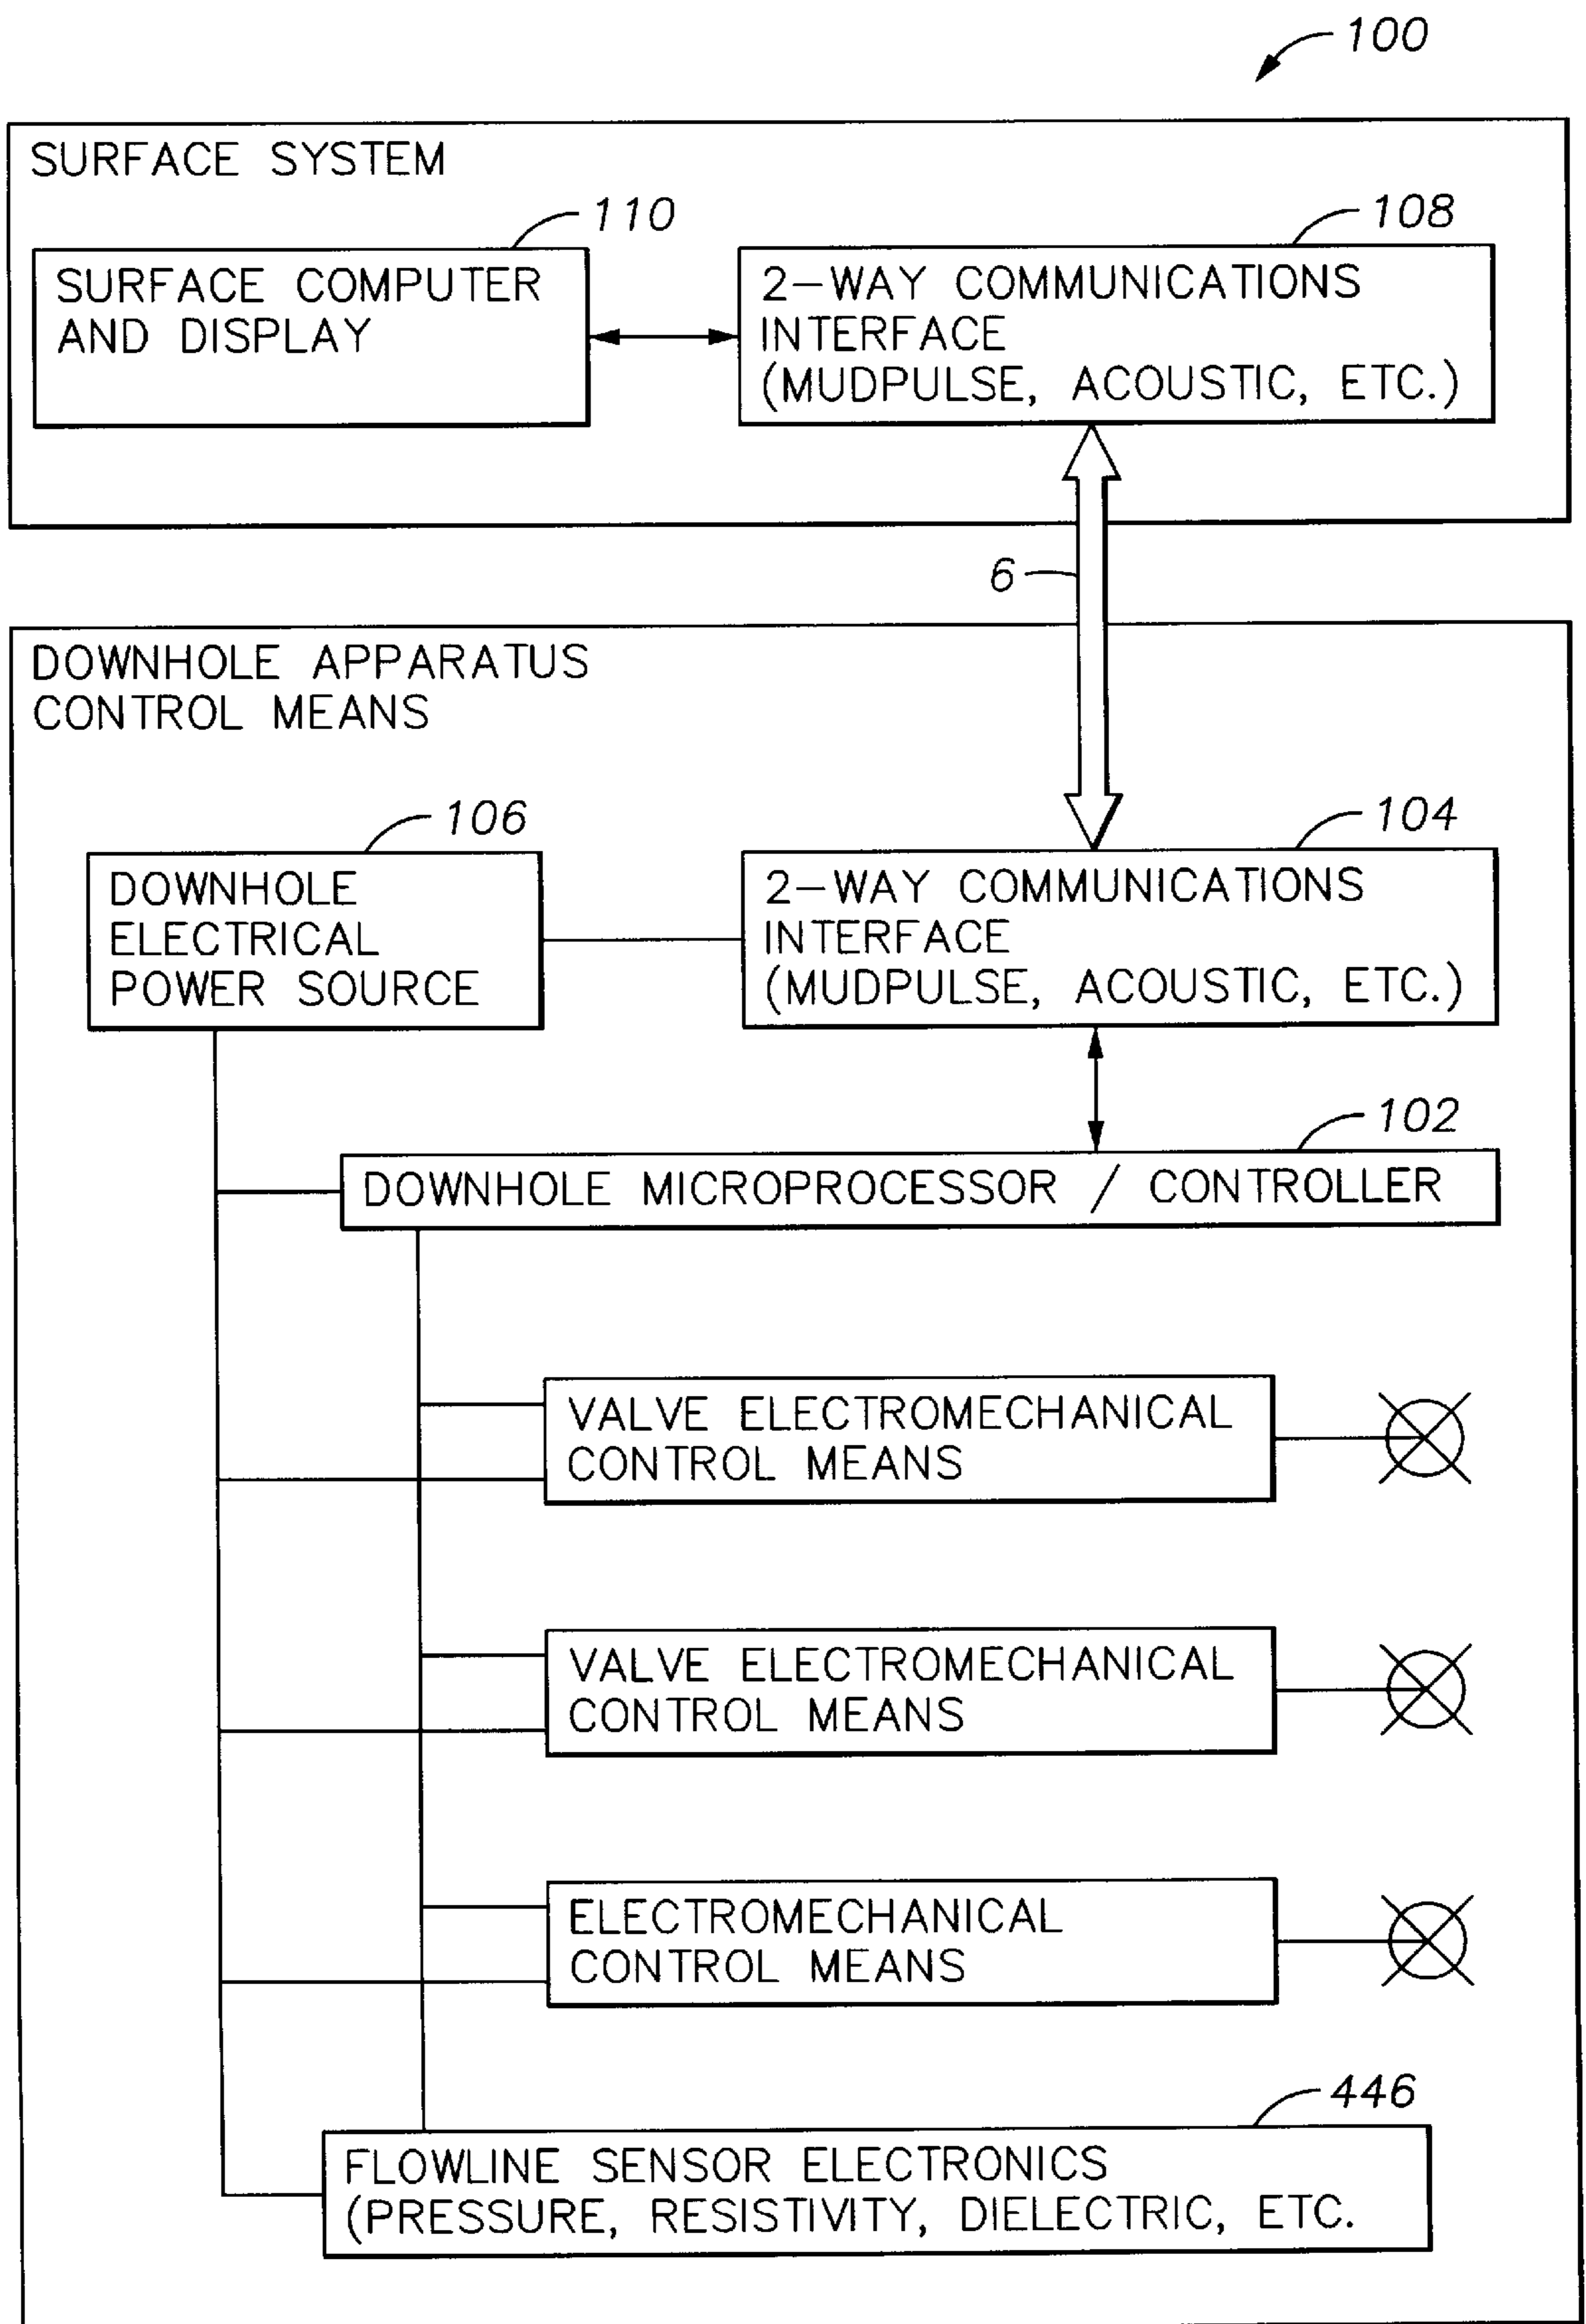 100
SURFACE SYSTEM
110
SURFACE COMPUTER
AND DISPLAY
108
2-WAY COMMUNICATIONS
INTERFACE
(MUDPULSE, ACOUSTIC, ETC.)
6
DOWNHOLE APPARATUS
CONTROL MEANS
106
DOWNHOLE
ELECTRICAL
POWER SOURCE
104
2-WAY COMMUNICATIONS
INTERFACE
(MUDPULSE, ACOUSTIC, ETC.)
102
DOWNHOLE MICROPROCESSOR / CONTROLLER
VALVE ELECTROMECHANICAL
CONTROL MEANS
VALVE ELECTROMECHANICAL
CONTROL MEANS
ELECTROMECHANICAL
CONTROL MEANS
446
FLOWLINE SENSOR ELECTRONICS
(PRESSURE, RESISTIVITY, DIELECTRIC, ETC.